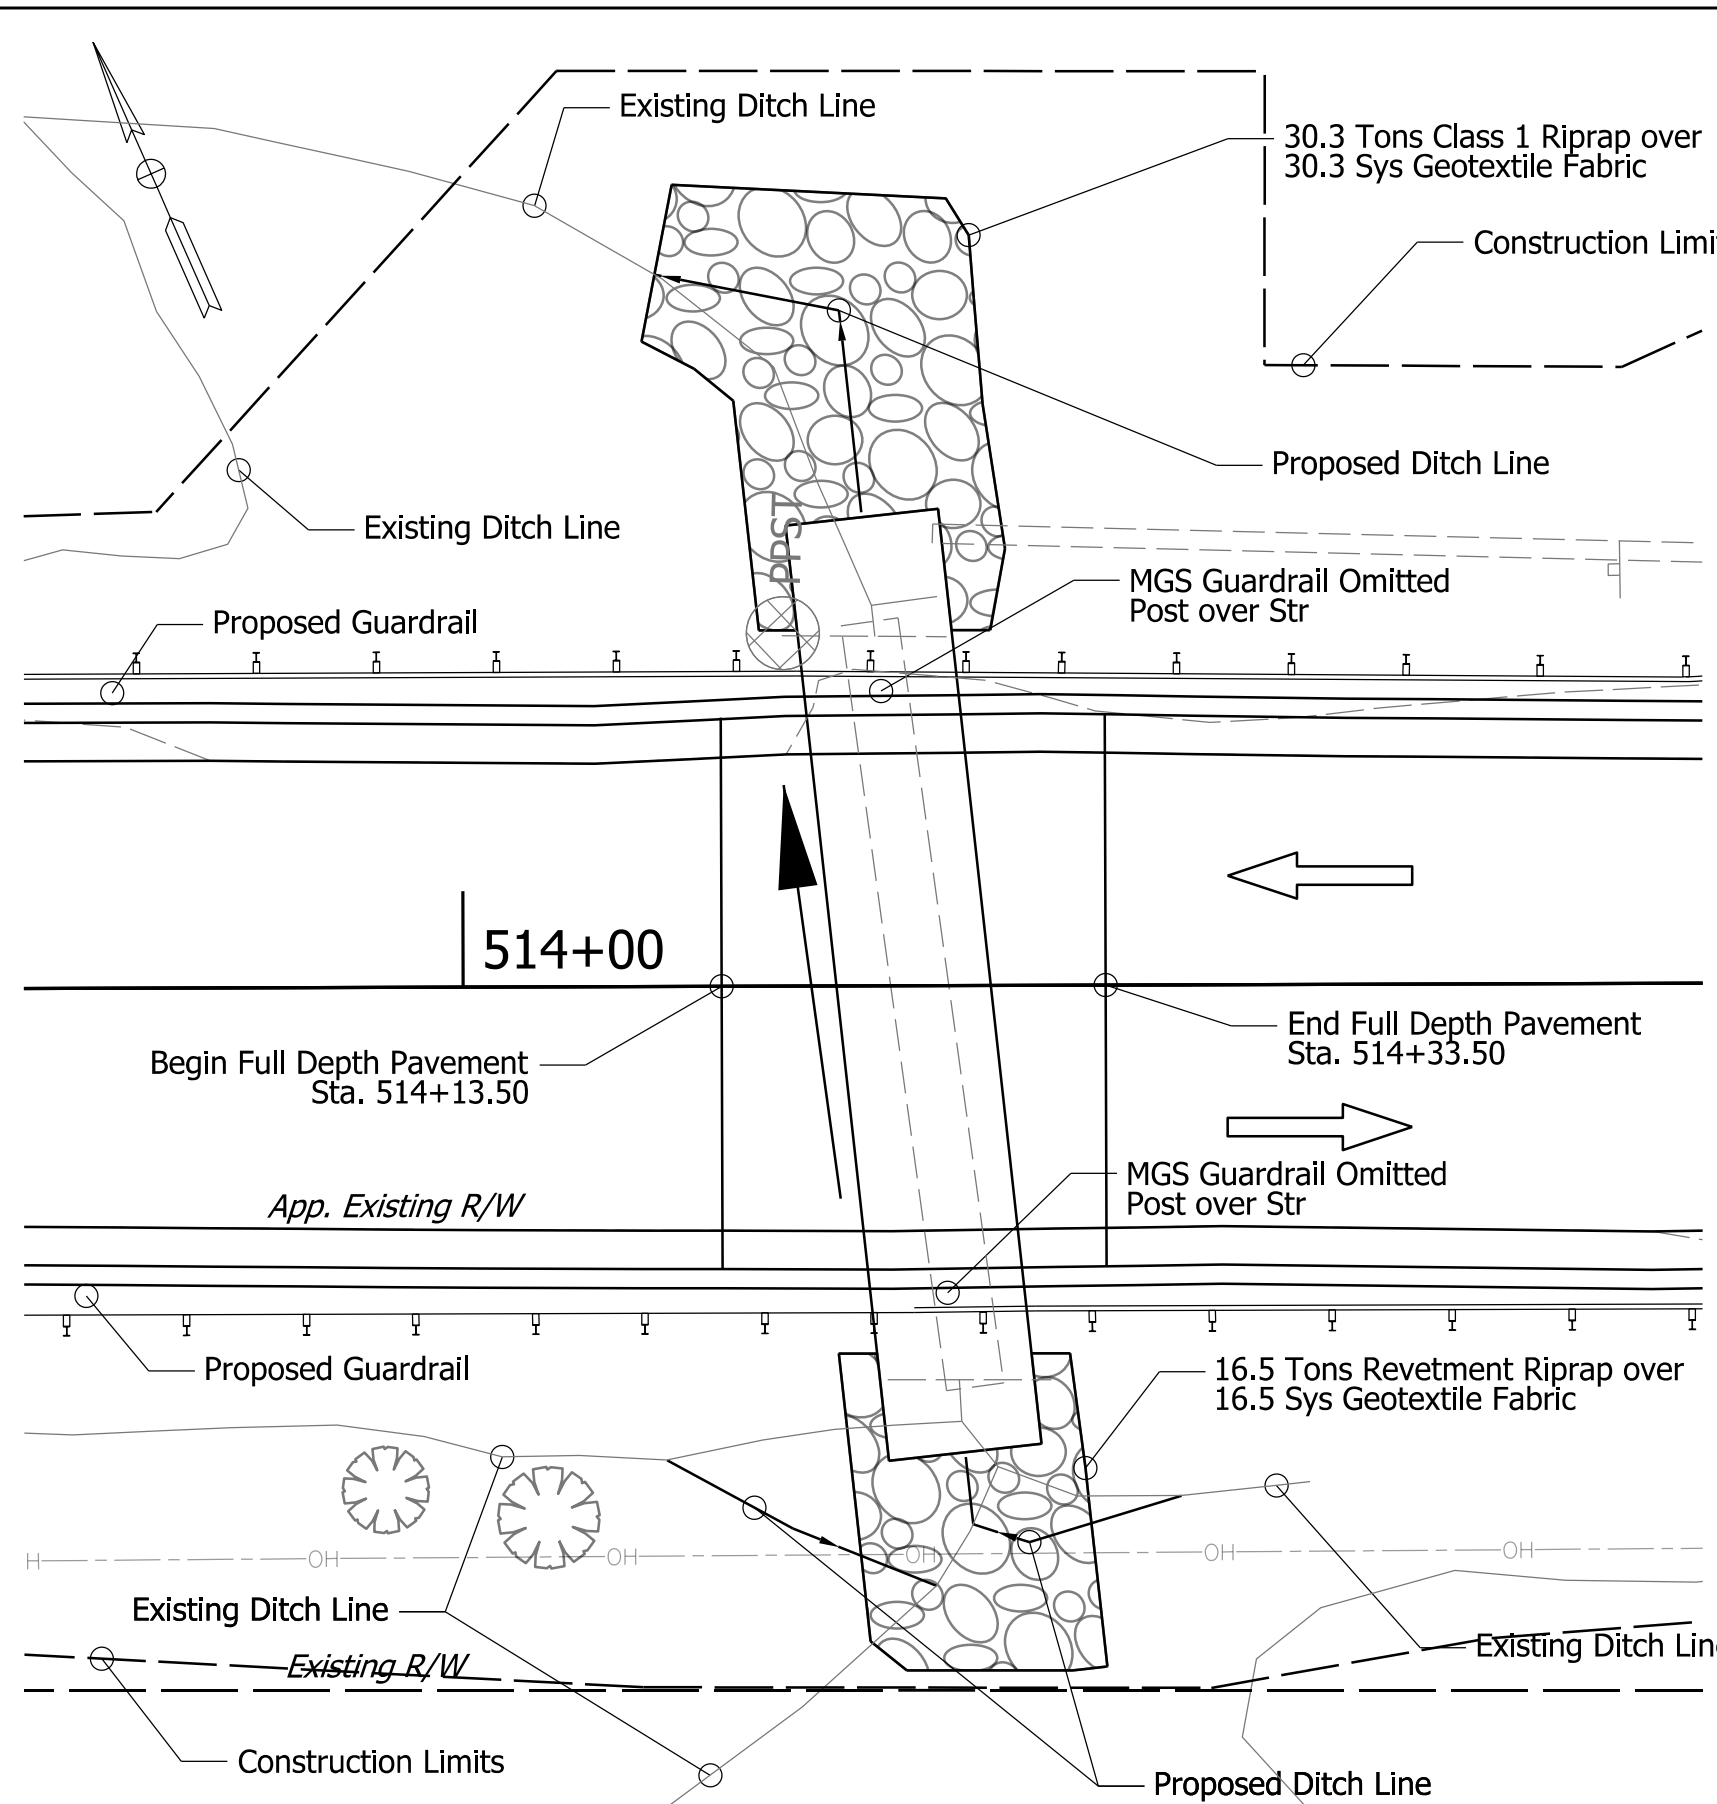 Existing Ditch Line
30.3 Tons Class 1 Riprap over
30.3 Sys Geotextile Fabric
Construction Limi
Proposed Ditch Line
Existing Ditch Line
PPST
MGS Guardrail Omitted
Post over Str
Proposed Guardrail
514+00
End Full Depth Pavement
Sta. 514+33.50
Begin Full Depth Pavement
Sta. 514+13.50
MGS Guardrail Omitted
Post over Str
App. Existing R/W
Proposed Guardrail
16.5 Tons Revetment Riprap over
16.5 Sys Geotextile Fabric
H OH OH OH OH OH
Existing Ditch Line
Existing R/W
Existing Ditch Lin
Construction Limits
Proposed Ditch Line